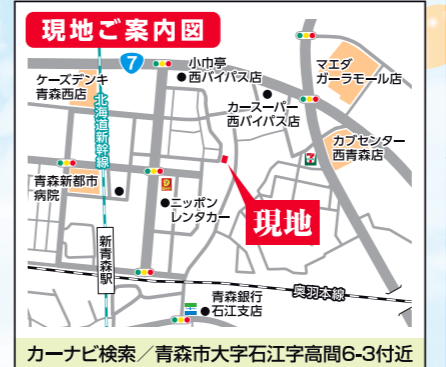 現地ご案内図
7
小巾亭
西バイパス店
マエダ
ガーラモール店
ケーズデンキ
青森西店
カースーパー
西バイパス店
北海道新幹線
カブセンター
西青森店
7
青森新都市
病院
D
ニッポン
レンタカー
現地
新青森駅
奥羽本線
青森銀行
石江支店
カーナビ検索／青森市大字石江字高間6-3付近